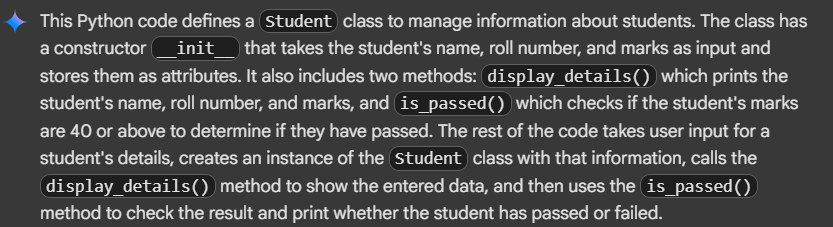 This Python code defines a Student class to manage information about students. The class has
a constructor __init__ that takes the student's name, roll number, and marks as input and
stores them as attributes. It also includes two methods: display_details() which prints the
student's name, roll number, and marks, and is_passed() which checks if the student's marks
are 40 or above to determine if they have passed. The rest of the code takes user input for a
student's details, creates an instance of the Student class with that information, calls the
display_details() method to show the entered data, and then uses the is_passed()
method to check the result and print whether the student has passed or failed.